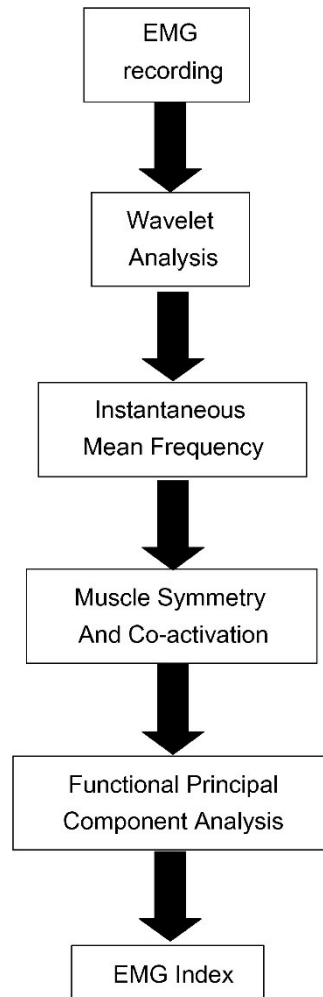 EMG
recording
Wavelet
Analysis
Instantaneous
Mean Frequency
Muscle Symmetry
And Co-activation
Functional Principal
Component Analysis
EMG Index